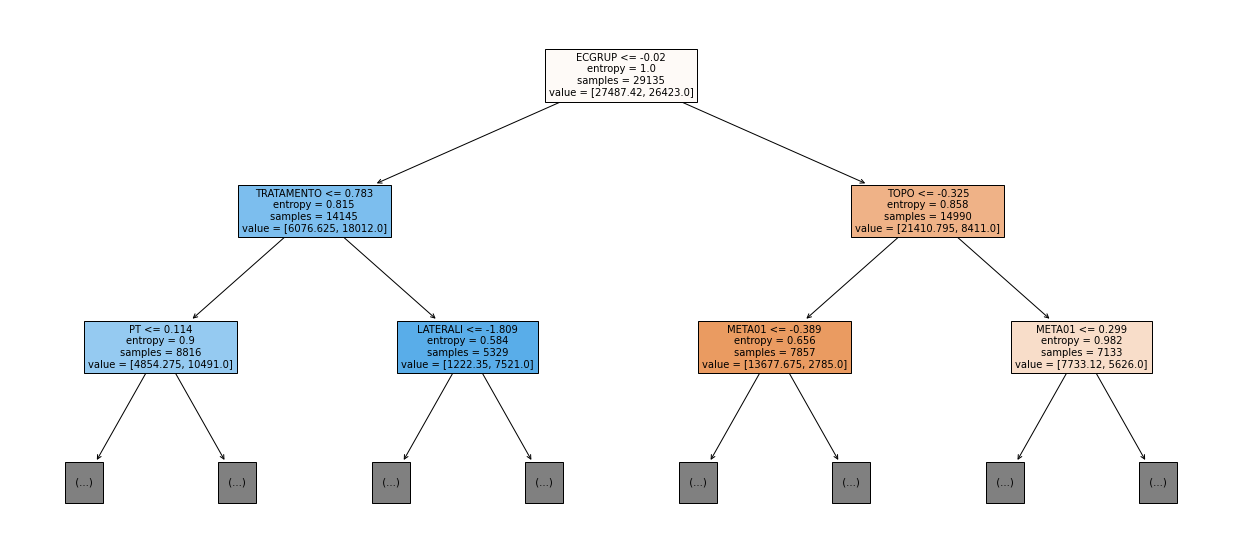 ECGRUP <= -0.02
entropy = 1.0
samples = 29135
value = [27487.42, 26423.0]
TRATAMENTO <= 0.783
entropy = 0.815
samples = 14145
value = [6076.625, 18012.0]
TOPO <= -0.325
entropy = 0.858
samples = 14990
value = [21410.795, 8411.0]
PT <= 0.114
entropy = 0.9
samples = 8816
value = [4854.275, 10491.0]
LATERALI <= -1.809
entropy = 0.584
samples = 5329
value = [1222.35, 7521.0]
META01 <= -0.389
entropy = 0.656
samples = 7857
value = [13677.675, 2785.0]
META01 <= 0.299
entropy = 0.982
samples = 7133
value = [7733.12, 5626.0]
(...)
(...)
(...)
(...)
(...)
(...)
(...)
(...)